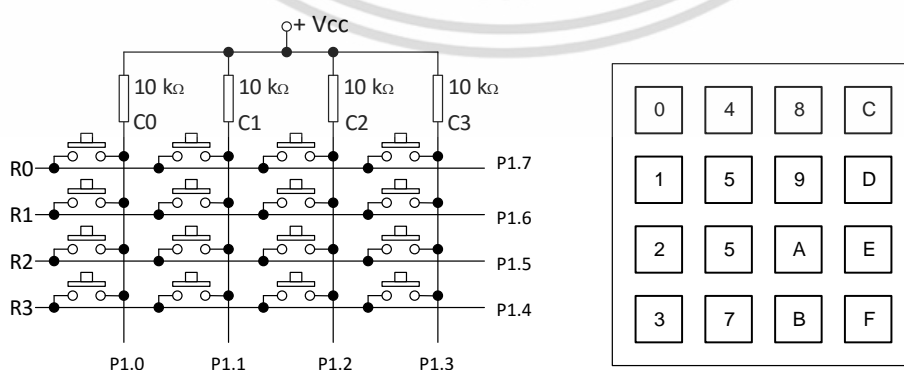 + Vcc
10 kΩ 10 kΩ 10 kΩ 10 kΩ
C0 C1 C2 C3
R0 P1.7
R1 P1.6
R2 P1.5
R3 P1.4
P1.0 P1.1 P1.2 P1.3
0 4 8 C
1 5 9 D
2 5 A E
3 7 B F